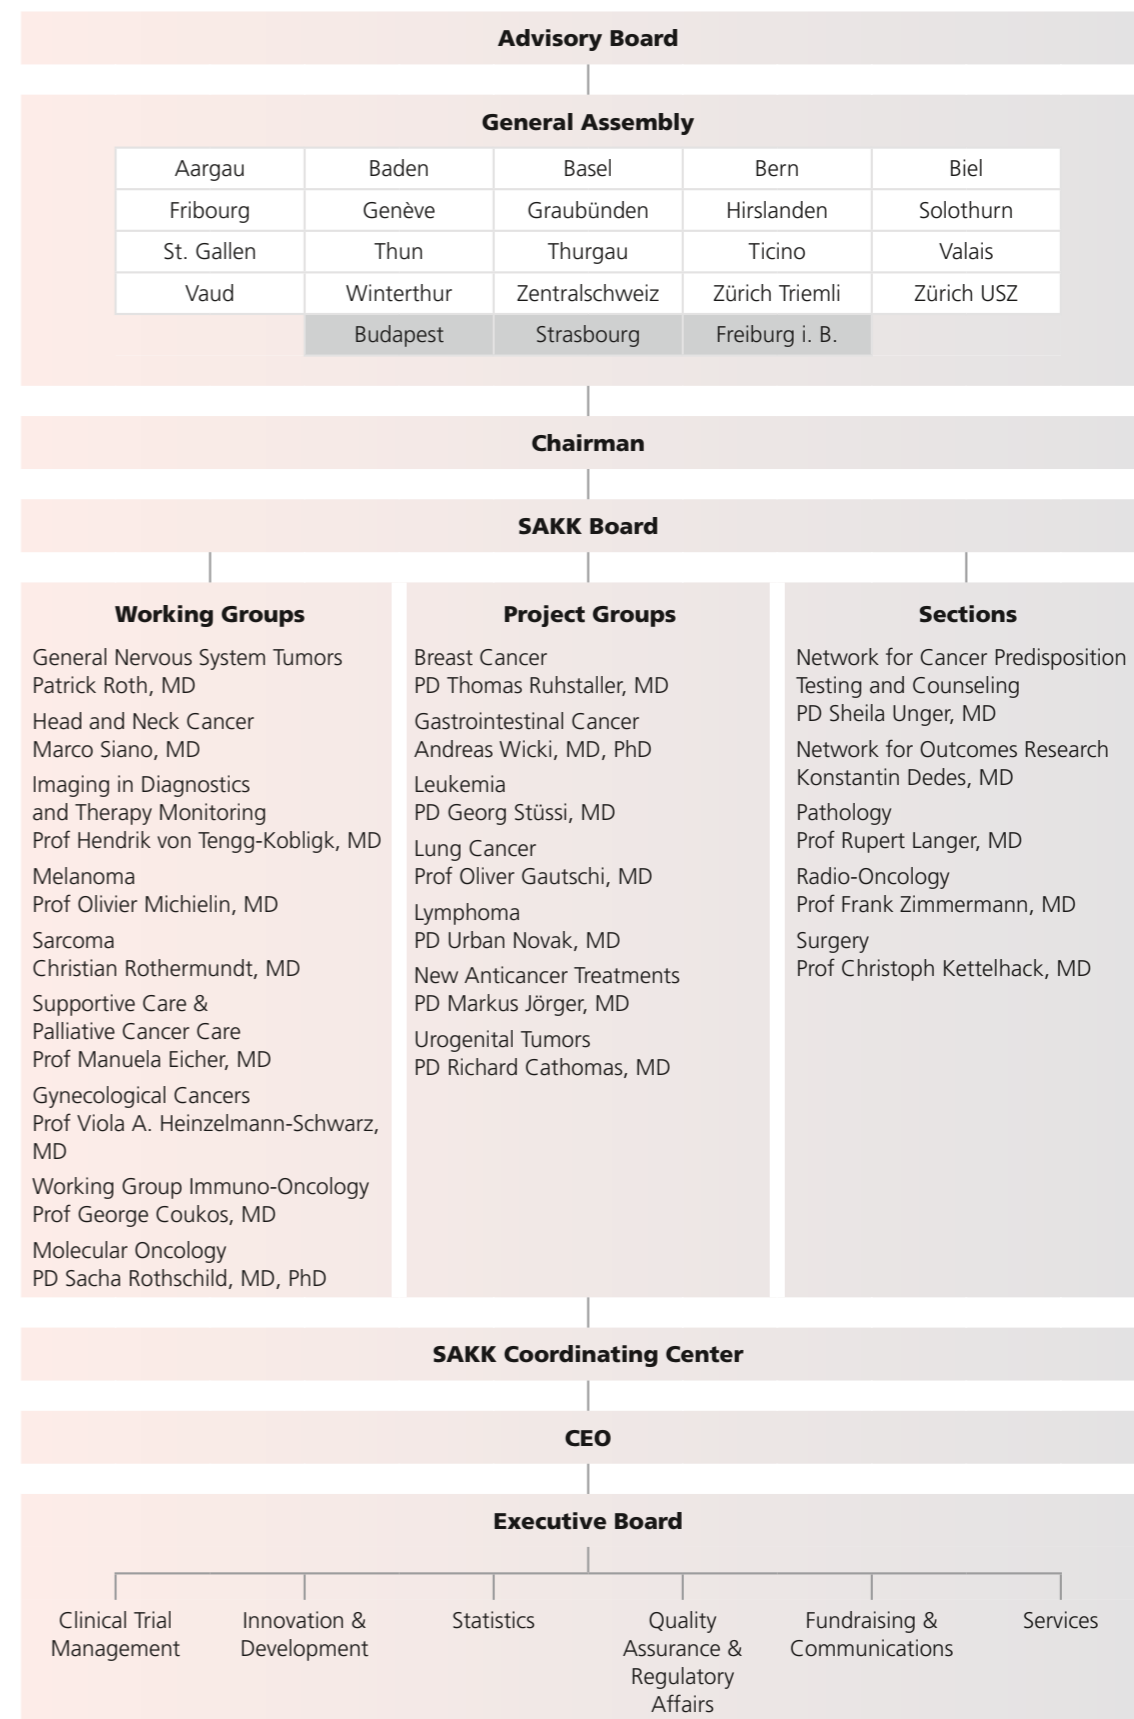 Advisory Board
General Assembly
Aargau Baden Basel Bern Biel
Fribourg Genève Graubünden Hirslanden Solothurn
St. Gallen Thun Thurgau Ticino Valais
Vaud Winterthur Zentralschweiz Zürich Triemli Zürich USZ
Budapest Strasbourg Freiburg i. B.
Chairman
SAKK Board
Working Groups
General Nervous System Tumors
Patrick Roth, MD
Head and Neck Cancer
Marco Siano, MD
Imaging in Diagnostics
and Therapy Monitoring
Prof Hendrik von Tengg-Kobligk, MD
Melanoma
Prof Olivier Michielin, MD
Sarcoma
Christian Rothermundt, MD
Supportive Care &
Palliative Cancer Care
Prof Manuela Eicher, MD
Gynecological Cancers
Prof Viola A. Heinzelmann-Schwarz,
MD
Working Group Immuno-Oncology
Prof George Coukos, MD
Molecular Oncology
PD Sacha Rothschild, MD, PhD
Project Groups
Breast Cancer
PD Thomas Ruhstaller, MD
Gastrointestinal Cancer
Andreas Wicki, MD, PhD
Leukemia
PD Georg Stüssi, MD
Lung Cancer
Prof Oliver Gautschi, MD
Lymphoma
PD Urban Novak, MD
New Anticancer Treatments
PD Markus Jörger, MD
Urogenital Tumors
PD Richard Cathomas, MD
Sections
Network for Cancer Predisposition
Testing and Counseling
PD Sheila Unger, MD
Network for Outcomes Research
Konstantin Dedes, MD
Pathology
Prof Rupert Langer, MD
Radio-Oncology
Prof Frank Zimmermann, MD
Surgery
Prof Christoph Kettelhack, MD
SAKK Coordinating Center
CEO
Executive Board
Clinical Trial
Management
Innovation &
Development
Statistics
Quality
Assurance &
Regulatory
Affairs
Fundraising &
Communications
Services